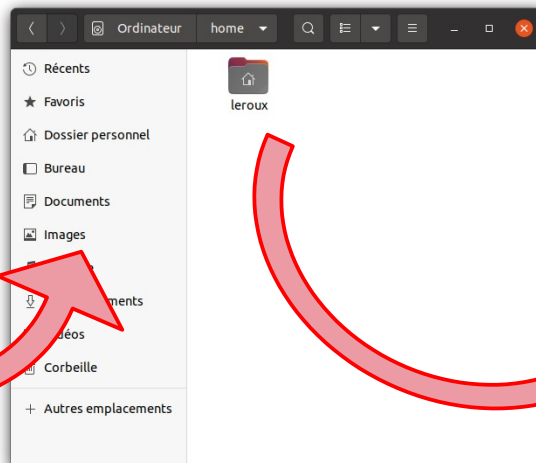 Ordinateur home
Récents
Favoris
leroux
Dossier personnel
Bureau
Documents
Images
Corbeille
+ Autres emplacements